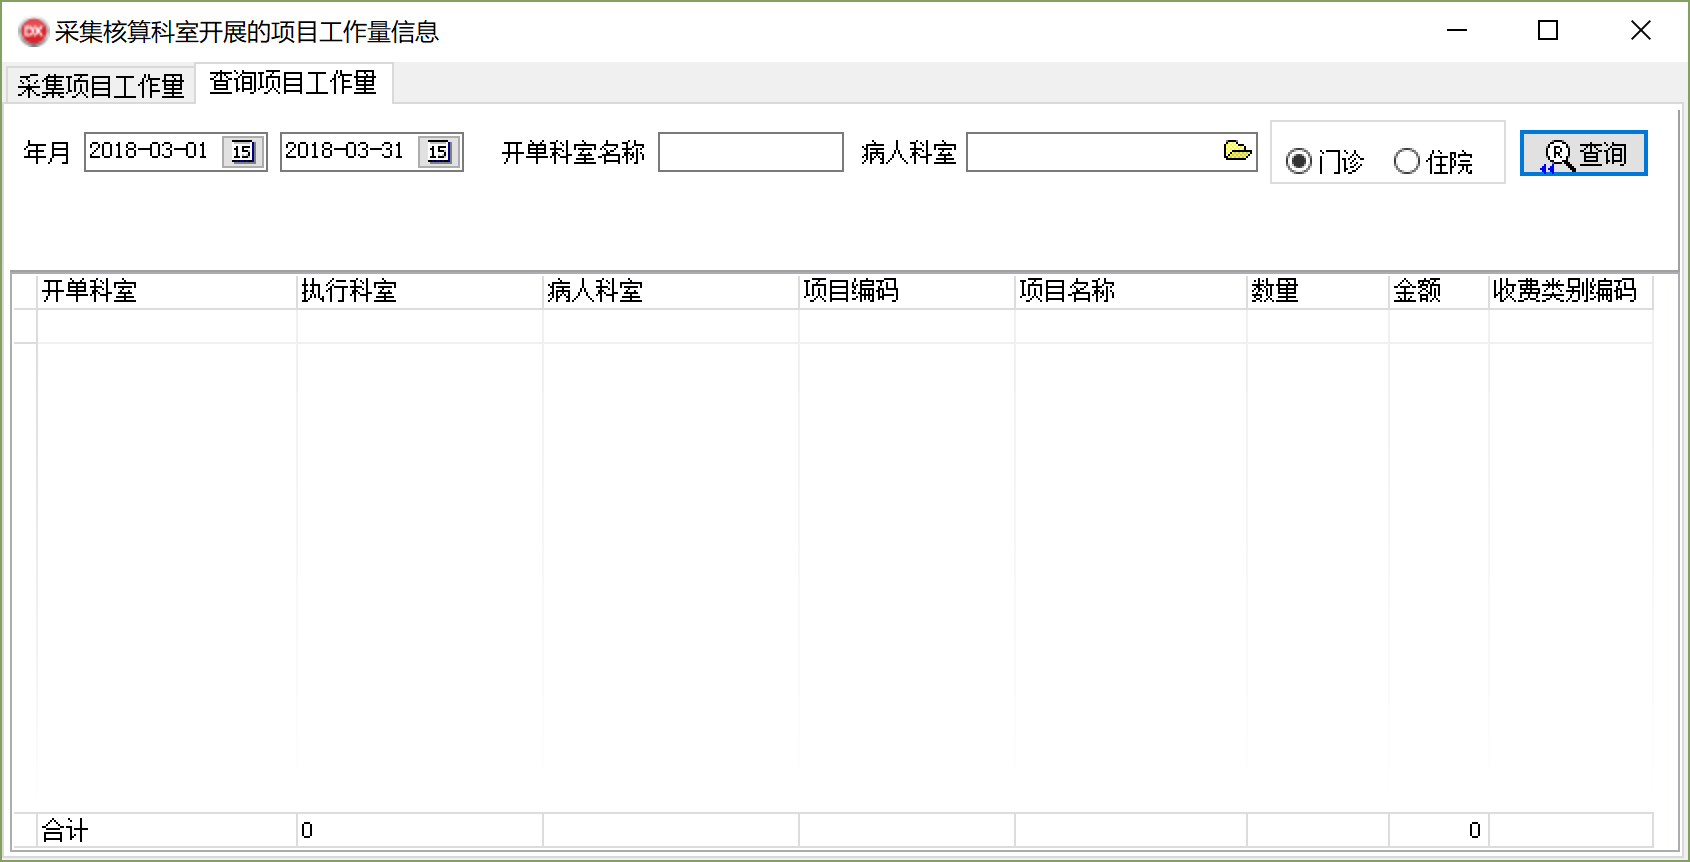 DX 采集核算科室开展的项目工作量信息
采集项目工作量 查询项目工作量
年月 2018-03-01 15 2018-03-31 15 开单科室名称 病人科室 门诊 住院 R 查询
开单科室 执行科室 病人科室 项目编码 项目名称 数量 金额 收费类别编码
合计 0 0